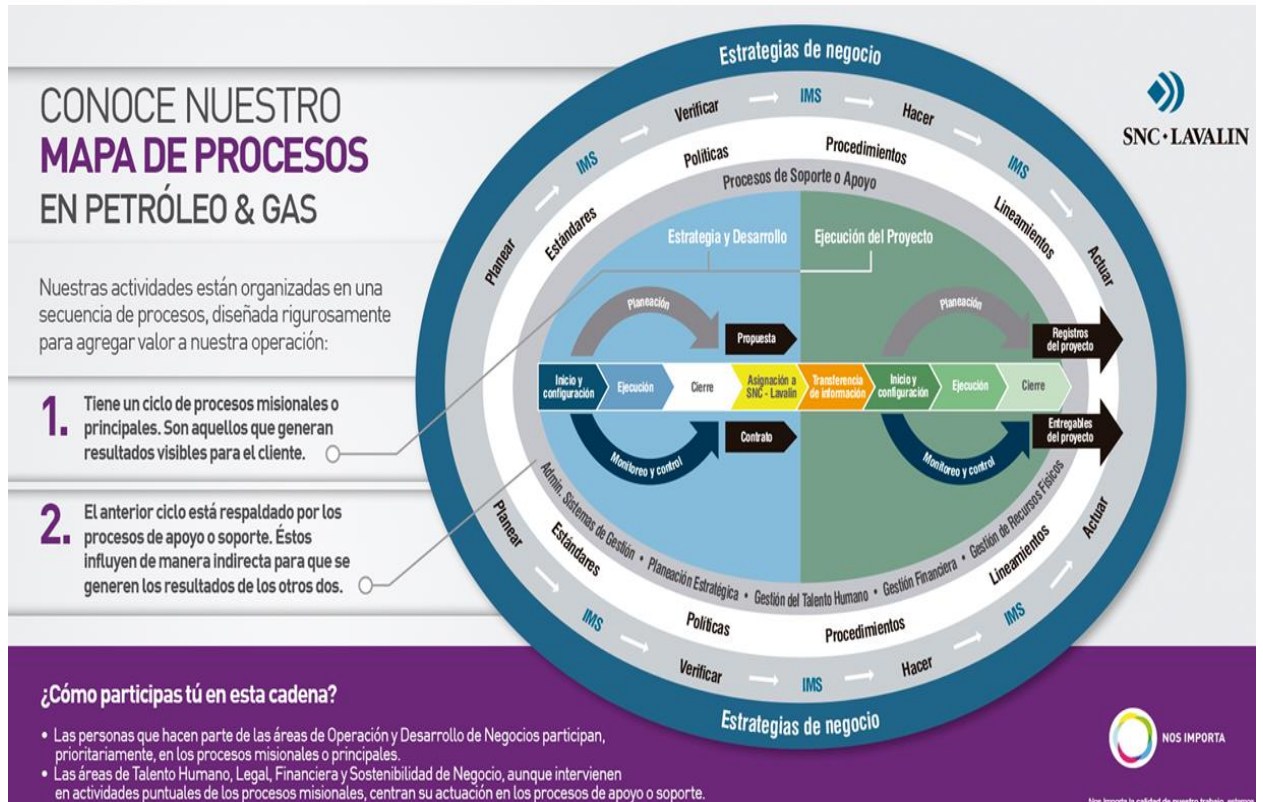 CONOCE NUESTRO
MAPA DE PROCESOS
EN PETRÓLEO & GAS
Nuestras actividades están organizadas en una
secuencia de procesos, diseñada rigurosamente
para agregar valor a nuestra operación:
1. Tiene un ciclo de procesos misionales o
principales. Son aquellos que generan
resultados visibles para el cliente.
2. El anterior ciclo está respaldado por los
procesos de apoyo o soporte. Éstos
influyen de manera indirecta para que se
generen los resultados de los otros dos.
Estrategias de negocio
Planear
IMS
Verificar
IMS
Hacer
IMS
Actuar
Estándares
Políticas
Procedimientos
Lineamientos
Procesos de Soporte o Apoyo
Estrategia y Desarrollo
Ejecución del Proyecto
Planeación
Propuesta
Planeación
Registros
del proyecto
Inicio y
configuración
Ejecución
Cierre
Asignación a
SNC - Lavalin
Transferencia
de información
Inicio y
configuración
Ejecución
Cierre
Monitoreo y control
Contrato
Monitoreo y control
Entregables
del proyecto
Admin. Sistemas de Gestión • Planeación Estratégica • Gestión del Talento Humano • Gestión Financiera • Gestión de Recursos Físicos
Estándares
Políticas
Procedimientos
Lineamientos
Planear
IMS
Verificar
IMS
Hacer
IMS
Actuar
Estrategias de negocio
SNC•LAVALIN
¿Cómo participas tú en esta cadena?
• Las personas que hacen parte de las áreas de Operación y Desarrollo de Negocios participan,
prioritariamente, en los procesos misionales o principales.
• Las áreas de Talento Humano, Legal, Financiera y Sostenibilidad de Negocio, aunque intervienen
en actividades puntuales de los procesos misionales, centran su actuación en los procesos de apoyo o soporte.
NOS IMPORTA